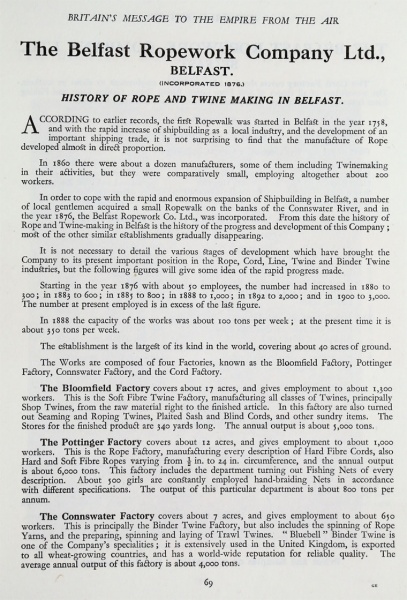 BRITAIN'S MESSAGE TO THE EMPIRE FROM THE AIR
The Belfast Ropework Company Ltd.,
BELFAST.
(INCORPORATED 1876.)
HISTORY OF ROPE AND TWINE MAKING IN BELFAST.
ACCORDING to earlier records, the first Ropewalk was started in Belfast in the year 1758,
and with the rapid increase of shipbuilding as a local industry, and the development of an
important shipping trade, it is not surprising to find that the manufacture of Rope
developed almost in direct proportion.
In 1860 there were about a dozen manufacturers, some of them including Twinemaking
in their activities, but they were comparatively small, employing altogether about 200
workers.
In order to cope with the rapid and enormous expansion of Shipbuilding in Belfast, a number
of local gentlemen acquired a small Ropewalk on the banks of the Connswater River, and in
the year 1876, the Belfast Ropework Co. Ltd., was incorporated. From this date the history of
Rope and Twine-making in Belfast is the history of the progress and development of this Company;
most of the other similar establishments gradually disappearing.
It is not necessary to detail the various stages of development which have brought the
Company to its present important position in the Rope, Cord, Line, Twine and Binder Twine
industries, but the following figures will give some idea of the rapid progress made.
Starting in the year 1876 with about 50 employees, the number had increased in 1880 to
300; in 1883 to 600; in 1885 to 800; in 1888 to 1,000; in 1892 to 2,000; and in 1900 to 3,000.
The number at present employed is in excess of the last figure.
In 1888 the capacity of the works was about 100 tons per week; at the present time it is
about 350 tons per week.
The establishment is the largest of its kind in the world, covering about 40 acres of ground.
The Works are composed of four Factories, known as the Bloomfield Factory, Pottinger
Factory, Connswater Factory, and the Cord Factory.
The Bloomfield Factory covers about 17 acres, and gives employment to about 1,300
workers. This is the Soft Fibre Twine Factory, manufacturing all classes of Twines, principally
Shop Twines, from the raw material right to the finished article. In this factory are also turned
out Seaming and Roping Twines, Plaited Sash and Blind Cords, and other sundry items. The
Stores for the finished product are 340 yards long. The annual output is about 5,000 tons.
The Pottinger Factory covers about 12 acres, and gives employment to about 1,000
workers. This is the Rope Factory, manufacturing every description of Hard Fibre Cords, also
Hard and Soft Fibre Ropes varying from ⅜ in. to 24 in. circumference, and the annual output
is about 6,000 tons. This factory includes the department turning out Fishing Nets of every
description. About 500 girls are constantly employed hand-braiding Nets in accordance
with different specifications. The output of this particular department is about 800 tons per
annum.
The Connswater Factory covers about 7 acres, and gives employment to about 650
workers. This is principally the Binder Twine Factory, but also includes the spinning of Rope
Yarns, and the preparing, spinning and laying of Trawl Twines. "Bluebell" Binder Twine is
one of the Company's specialities; it is extensively used in the United Kingdom, is exported
to all wheat-growing countries, and has a world-wide reputation for reliable quality. The
average annual output of this factory is about 4,000 tons.
69